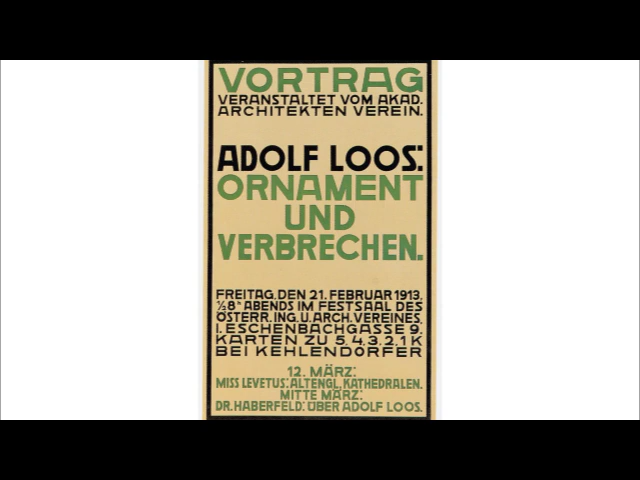 VORTRAG
VERANSTALTET VOM AKAD.
ARCHITEKTEN VEREIN.
ADOLF LOOS:
ORNAMENT
UND
VERBRECHEN.
FREITAG, DEN 21. FEBRUAR 1913,
½8ʰ ABENDS IM FESTSAAL DES
ÖSTERR. ING. U. ARCH. VEREINES,
I. ESCHENBACHGASSE 9.
KARTEN ZU 5, 4, 3, 2, 1 K
BEI KEHLENDORFER
12. MÄRZ:
MISS LEVETUS: ALTENGL. KATHEDRALEN.
MITTE MÄRZ:
DR. HABERFELD: ÜBER ADOLF LOOS.